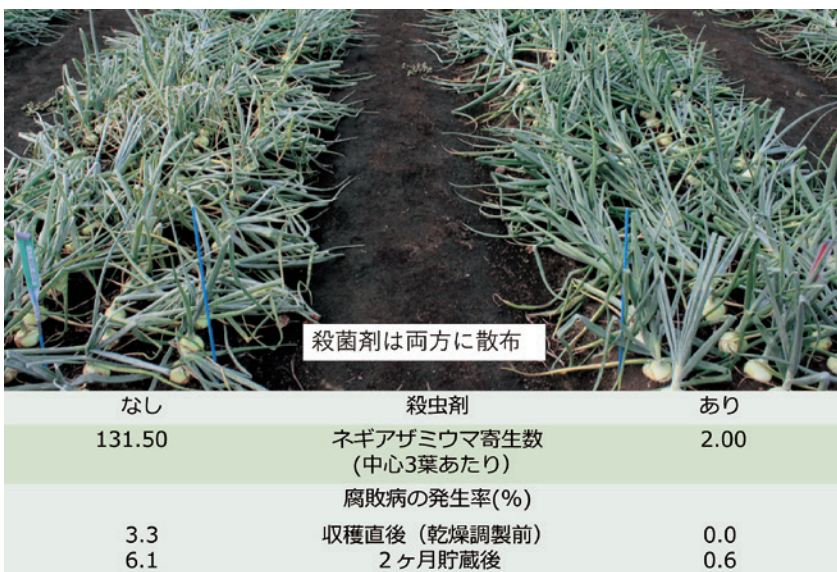 殺菌剤は両方に散布
なし 殺虫剤 あり
131.50 ネギアザミウマ寄生数 2.00
(中心3葉あたり)
腐敗病の発生率(%)
3.3 収穫直後（乾燥調製前） 0.0
6.1 ２ヶ月貯蔵後 0.6